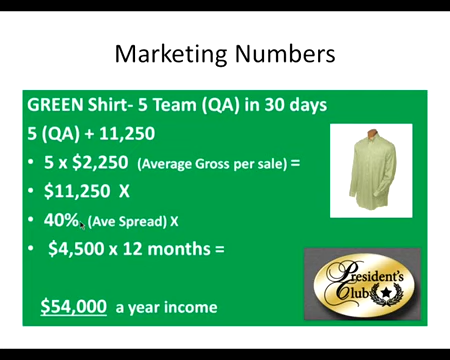 Marketing Numbers
GREEN Shirt- 5 Team (QA) in 30 days
5 (QA) + 11,250
• 5 x $2,250 (Average Gross per sale) =
• $11,250 X
• 40% (Ave Spread) X
• $4,500 x 12 months =
$54,000 a year income
President's
Club